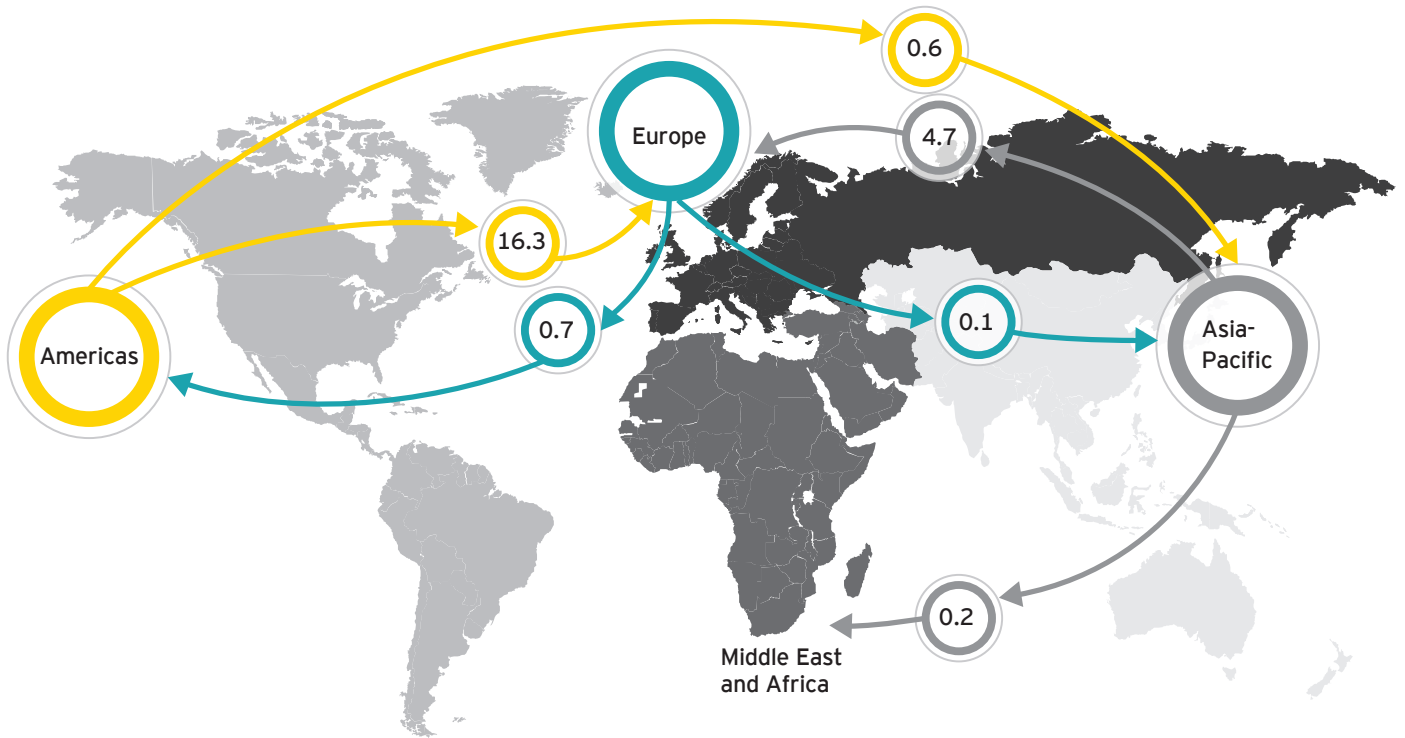 0.6
Europe
4.7
16.3
0.7
0.1
Americas
Asia-
Pacific
0.2
Middle East
and Africa